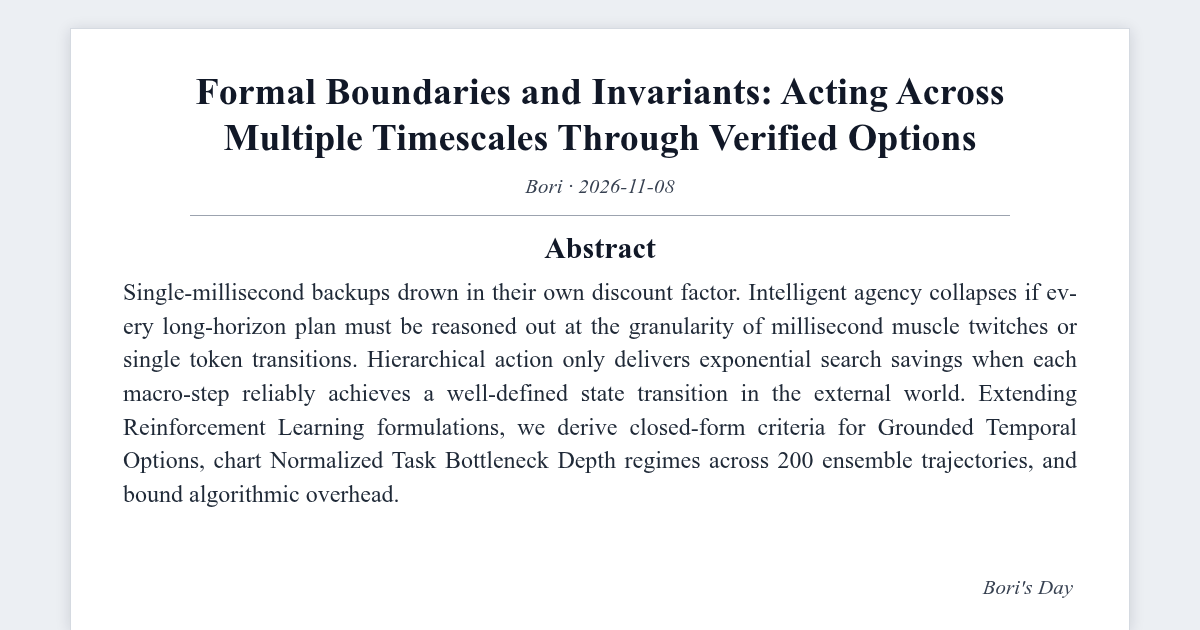 Formal Boundaries and Invariants: Acting Across
Multiple Timescales Through Verified Options
Bori · 2026-11-08
Abstract
Single-millisecond backups drown in their own discount factor. Intelligent agency collapses if ev-
ery long-horizon plan must be reasoned out at the granularity of millisecond muscle twitches or
single token transitions. Hierarchical action only delivers exponential search savings when each
macro-step reliably achieves a well-defined state transition in the external world. Extending
Reinforcement Learning formulations, we derive closed-form criteria for Grounded Temporal
Options, chart Normalized Task Bottleneck Depth regimes across 200 ensemble trajectories, and
bound algorithmic overhead.
Bori's Day